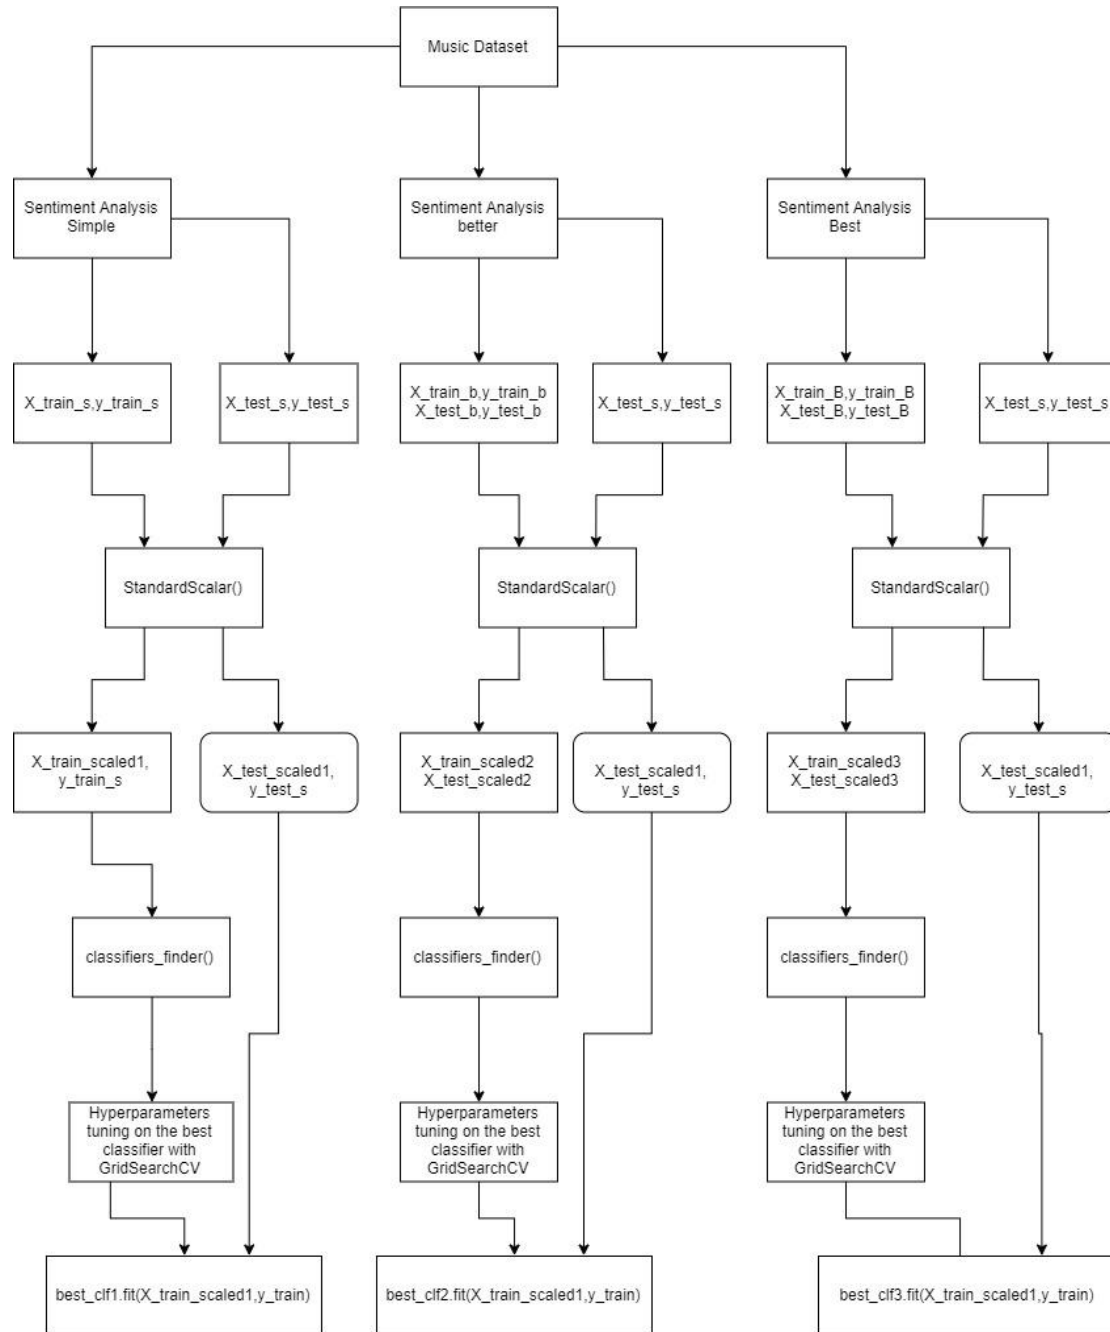 Music Dataset
Sentiment Analysis
Simple
Sentiment Analysis
better
Sentiment Analysis
Best
X_train_s,y_train_s
X_test_s,y_test_s
X_train_b,y_train_b
X_test_b,y_test_b
X_test_s,y_test_s
X_train_B,y_train_B
X_test_B,y_test_B
X_test_s,y_test_s
StandardScalar()
StandardScalar()
StandardScalar()
X_train_scaled1,
y_train_s
X_test_scaled1,
y_test_s
X_train_scaled2
X_test_scaled2
X_test_scaled1,
y_test_s
X_train_scaled3
X_test_scaled3
X_test_scaled1,
y_test_s
classifiers_finder()
classifiers_finder()
classifiers_finder()
Hyperparameters
tuning on the best
classifier with
GridSearchCV
Hyperparameters
tuning on the best
classifier with
GridSearchCV
Hyperparameters
tuning on the best
classifier with
GridSearchCV
best_clf1.fit(X_train_scaled1,y_train)
best_clf2.fit(X_train_scaled1,y_train)
best_clf3.fit(X_train_scaled1,y_train)